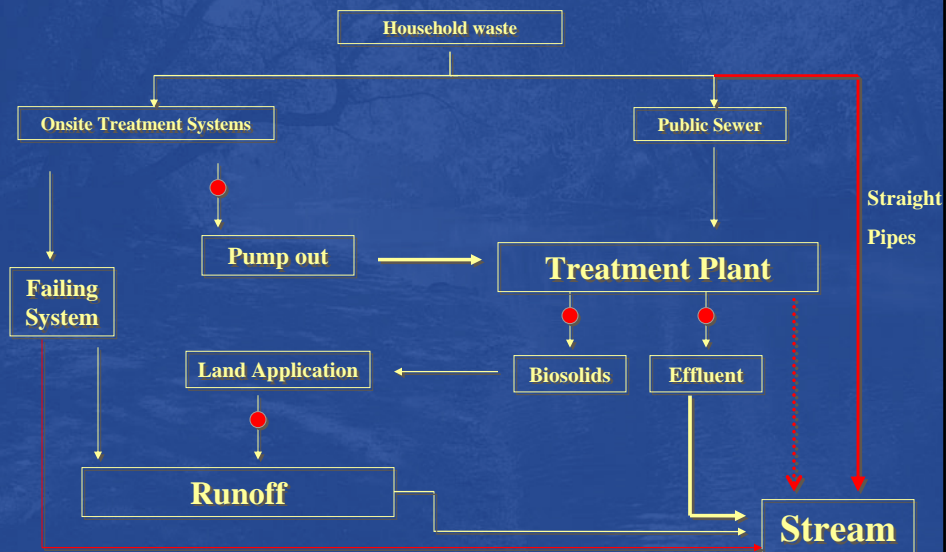 Household waste
Onsite Treatment Systems
Public Sewer
Straight
Pipes
Pump out
Treatment Plant
Failing
System
Land Application
Biosolids
Effluent
Runoff
Stream